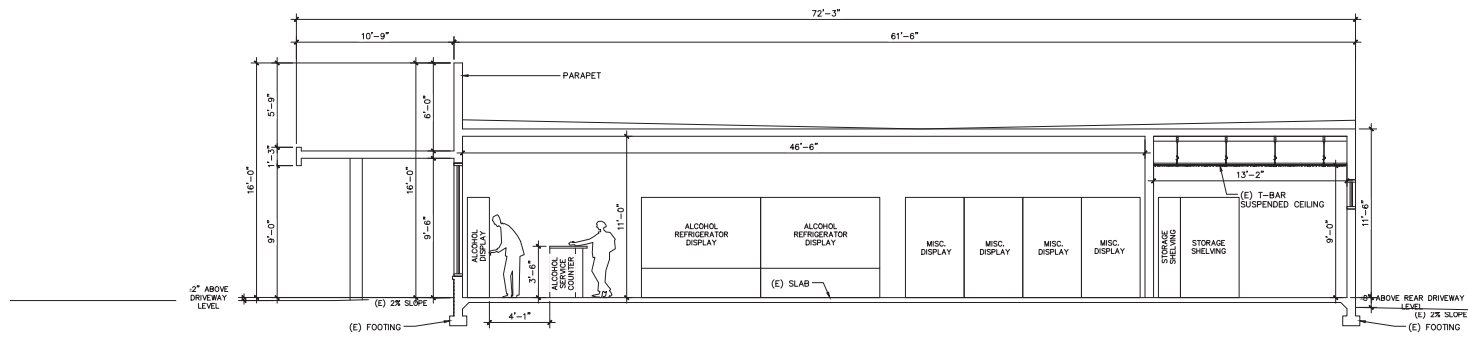 72'-3"
10'-9"
61'-6"
PARAPET
5'-9"
6'-0"
1'-3"
16'-0"
16'-0"
46'-6"
13'-2"
(E) T-BAR
SUSPENDED CEILING
9'-0"
9'-6"
11'-0"
9'-0"
11'-6"
ALCOHOL
DISPLAY
3'-6"
ALCOHOL
SERVICE
COUNTER
ALCOHOL
REFRIGERATOR
DISPLAY
ALCOHOL
REFRIGERATOR
DISPLAY
MISC.
DISPLAY
MISC.
DISPLAY
MISC.
DISPLAY
MISC.
DISPLAY
STORAGE
SHELVING
STORAGE
SHELVING
(E) SLAB
2" ABOVE
DRIVEWAY
LEVEL
(E) 2% SLOPE
(E) FOOTING
4'-1"
8" ABOVE REAR DRIVEWAY
LEVEL
(E) 2% SLOPE
(E) FOOTING